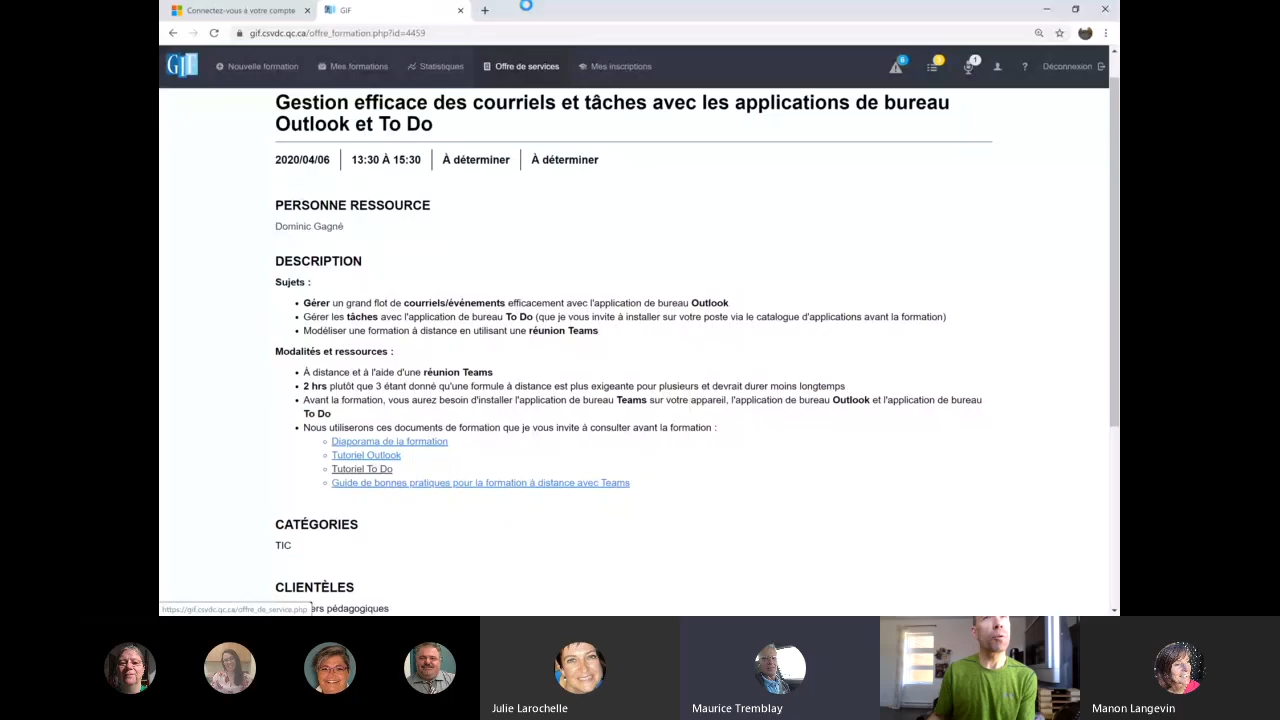 Connectez-vous à votre compte
GIF
gif.csvdc.qc.ca/offre_formation.php?id=4459
GIF
Nouvelle formation
Mes formations
Statistiques
Offre de services
Mes inscriptions
6
1
?
Déconnexion
Gestion efficace des courriels et tâches avec les applications de bureau
Outlook et To Do
2020/04/06 13:30 À 15:30 À déterminer À déterminer
PERSONNE RESSOURCE
Dominic Gagné
DESCRIPTION
Sujets :
• Gérer un grand flot de courriels/événements efficacement avec l'application de bureau Outlook
• Gérer les tâches avec l'application de bureau To Do (que je vous invite à installer sur votre poste via le catalogue d'applications avant la formation)
• Modéliser une formation à distance en utilisant une réunion Teams
Modalités et ressources :
• À distance et à l'aide d'une réunion Teams
• 2 hrs plutôt que 3 étant donné qu'une formule à distance est plus exigeante pour plusieurs et devrait durer moins longtemps
• Avant la formation, vous aurez besoin d'installer l'application de bureau Teams sur votre appareil, l'application de bureau Outlook et l'application de bureau
To Do
• Nous utiliserons ces documents de formation que je vous invite à consulter avant la formation :
Diaporama de la formation
Tutoriel Outlook
Tutoriel To Do
Guide de bonnes pratiques pour la formation à distance avec Teams
CATÉGORIES
TIC
CLIENTÈLES
ers pédagogiques
https://gif.csvdc.qc.ca/offre_de_service.php
Julie Larochelle
Maurice Tremblay
Manon Langevin